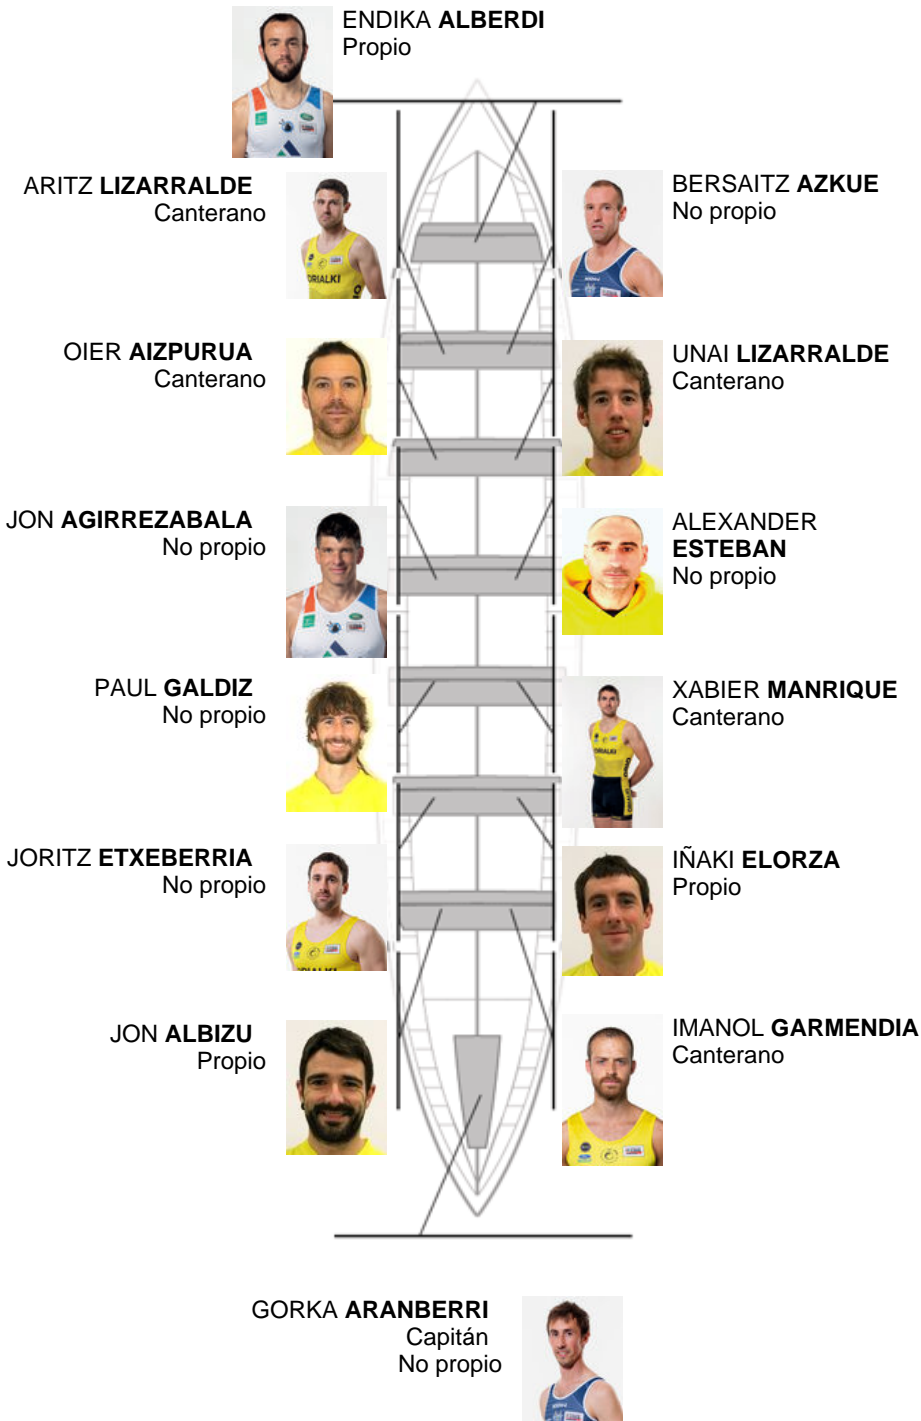 ENDIKA ALBERDI
Propio
ARITZ LIZARRALDE
Canterano
BERSAITZ AZKUE
No propio
OIER AIZPURUA
Canterano
UNAI LIZARRALDE
Canterano
JON AGIRREZABALA
No propio
ALEXANDER
ESTEBAN
No propio
PAUL GALDIZ
No propio
XABIER MANRIQUE
Canterano
JORITZ ETXEBERRIA
No propio
IÑAKI ELORZA
Propio
JON ALBIZU
Propio
IMANOL GARMENDIA
Canterano
GORKA ARANBERRI
Capitán
No propio